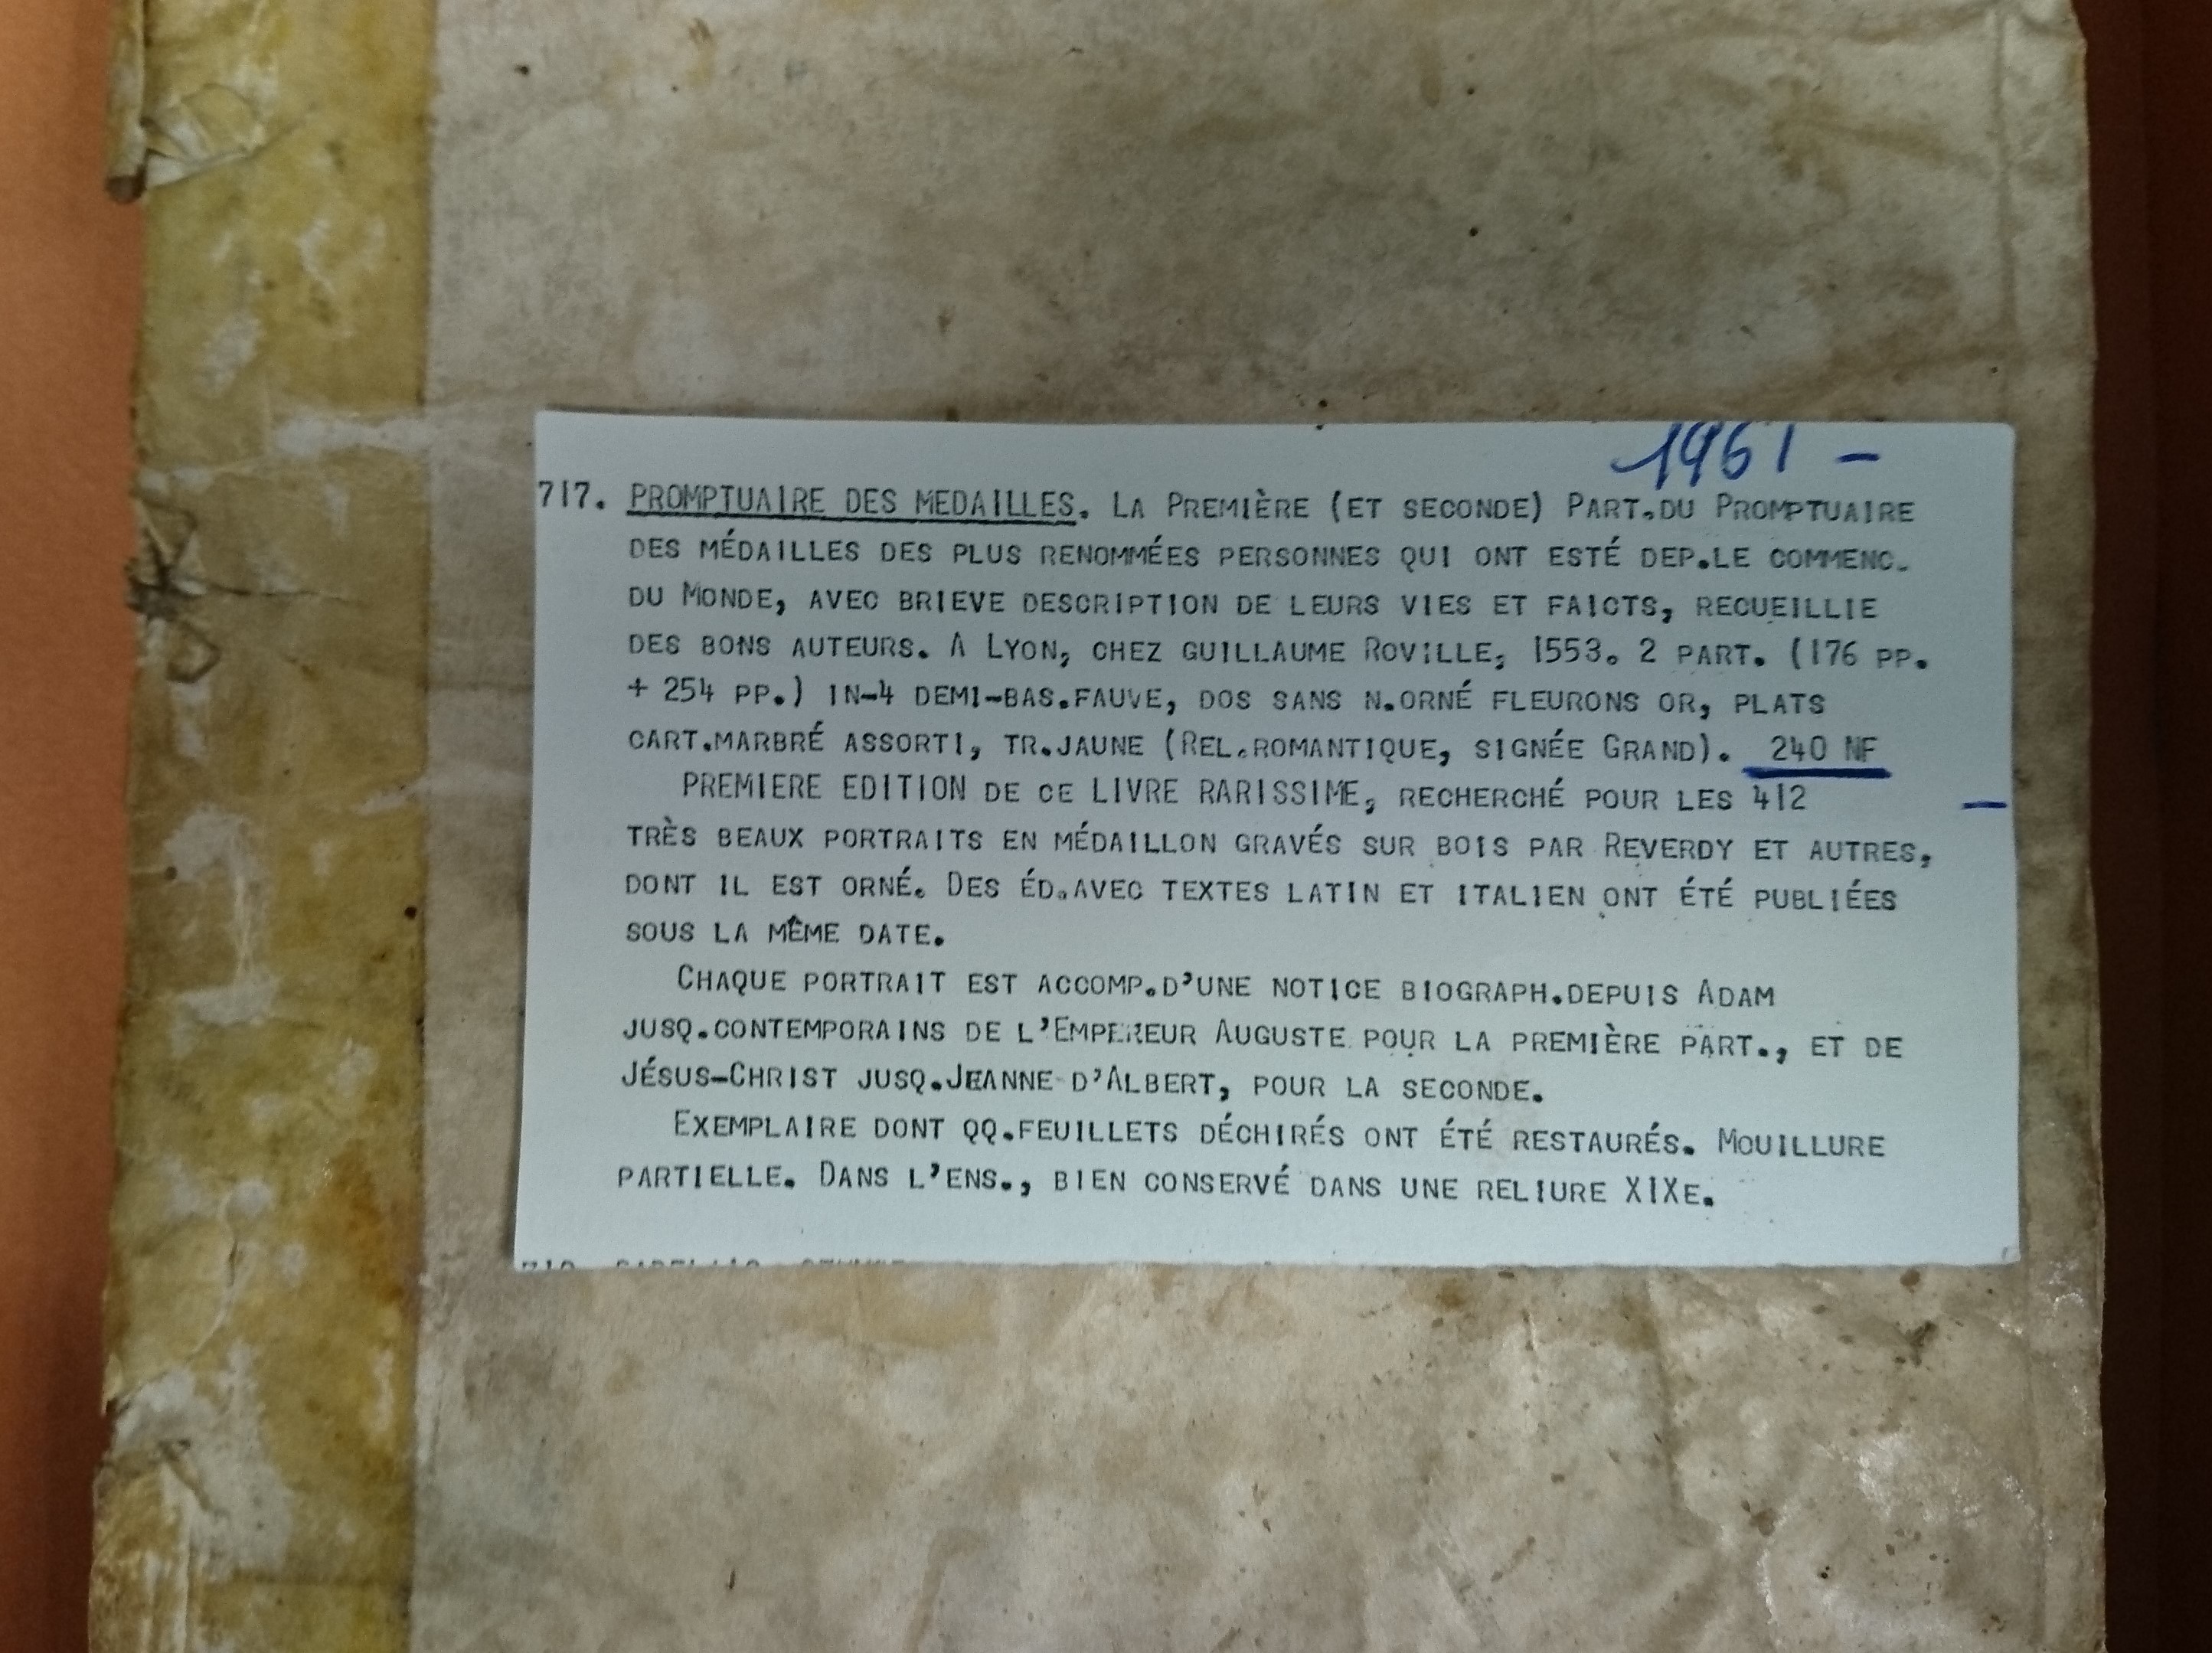 1961 -
717. PROMPTUAIRE DES MEDAILLES. LA PREMIÈRE (ET SECONDE) PART.DU PROMPTUAIRE
DES MÉDAILLES DES PLUS RENOMMÉES PERSONNES QUI ONT ESTÉ DEP.LE COMMENC.
DU MONDE, AVEC BRIEVE DESCRIPTION DE LEURS VIES ET FAICTS, RECUEILLIE
DES BONS AUTEURS. A LYON, CHEZ GUILLAUME ROVILLE, 1553. 2 PART. (176 PP.
+ 254 PP.) IN-4 DEMI-BAS.FAUVE, DOS SANS N.ORNÉ FLEURONS OR, PLATS
CART.MARBRÉ ASSORTI, TR.JAUNE (REL.ROMANTIQUE, SIGNÉE GRAND). 240 NF
PREMIERE EDITION DE CE LIVRE RARISSIME, RECHERCHÉ POUR LES 412
TRÈS BEAUX PORTRAITS EN MÉDAILLON GRAVÉS SUR BOIS PAR REVERDY ET AUTRES,
DONT IL EST ORNÉ. DES ÉD.AVEC TEXTES LATIN ET ITALIEN ONT ÉTÉ PUBLIÉES
SOUS LA MÊME DATE.
CHAQUE PORTRAIT EST ACCOMP.D'UNE NOTICE BIOGRAPH.DEPUIS ADAM
JUSQ.CONTEMPORAINS DE L'EMPEREUR AUGUSTE POUR LA PREMIÈRE PART., ET DE
JÉSUS-CHRIST JUSQ.JEANNE D'ALBERT, POUR LA SECONDE.
EXEMPLAIRE DONT QQ.FEUILLETS DÉCHIRÉS ONT ÉTÉ RESTAURÉS. MOUILLURE
PARTIELLE. DANS L'ENS., BIEN CONSERVÉ DANS UNE RELIURE XIXE.